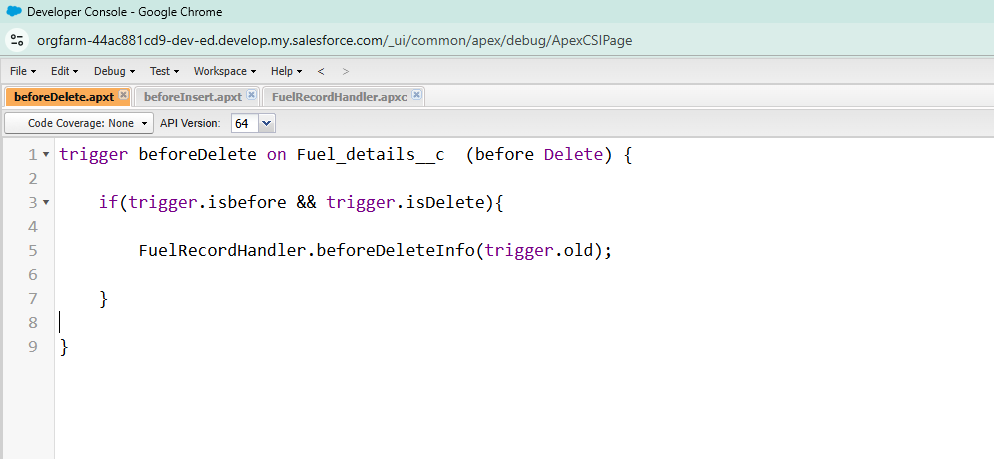 Developer Console - Google Chrome
orgfarm-44ac881cd9-dev-ed.develop.my.salesforce.com/_ui/common/apex/debug/ApexCSIPage
File Edit Debug Test Workspace Help < >
beforeDelete.apxt beforeInsert.apxt FuelRecordHandler.apxc
Code Coverage: None API Version: 64
1 trigger beforeDelete on Fuel_details__c  (before Delete) {
2
3     if(trigger.isbefore && trigger.isDelete){
4
5         FuelRecordHandler.beforeDeleteInfo(trigger.old);
6
7     }
8
9 }